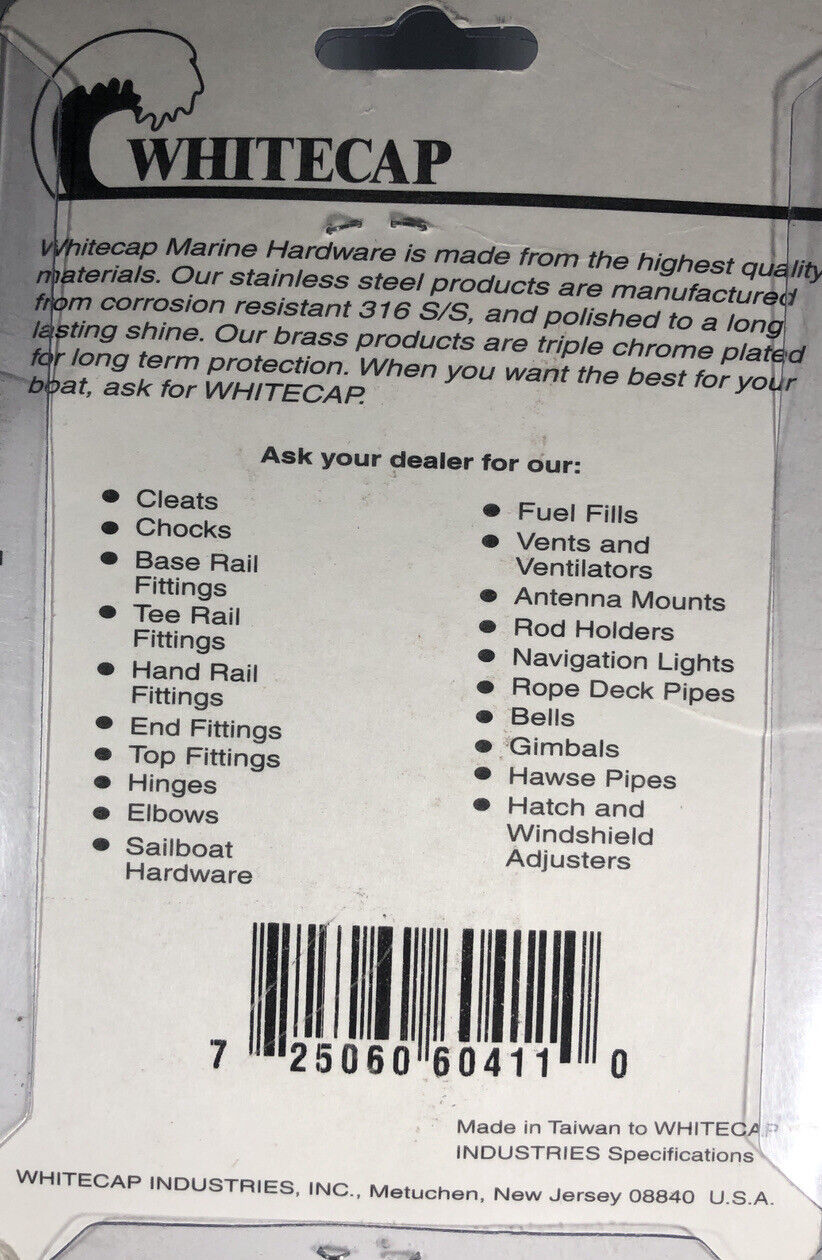 WHITECAP
Whitecap Marine Hardware is made from the highest quality
materials. Our stainless steel products are manufactured
from corrosion resistant 316 S/S, and polished to a long
lasting shine. Our brass products are triple chrome plated
for long term protection. When you want the best for your
boat, ask for WHITECAP.
Ask your dealer for our:
● Cleats
● Chocks
● Base Rail
Fittings
● Tee Rail
Fittings
● Hand Rail
Fittings
● End Fittings
● Top Fittings
● Hinges
● Elbows
● Sailboat
Hardware
● Fuel Fills
● Vents and
Ventilators
● Antenna Mounts
● Rod Holders
● Navigation Lights
● Rope Deck Pipes
● Bells
● Gimbals
● Hawse Pipes
● Hatch and
Windshield
Adjusters
7 25060 60411 0
Made in Taiwan to WHITECAP
INDUSTRIES Specifications
WHITECAP INDUSTRIES, INC., Metuchen, New Jersey 08840 U.S.A.